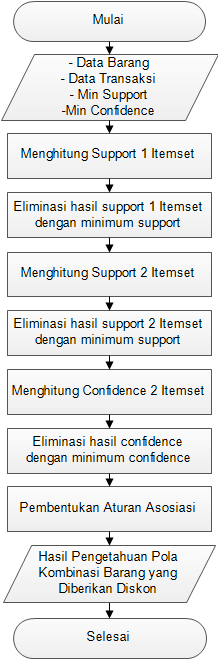 Mulai
- Data Barang
- Data Transaksi
- Min Support
-Min Confidence
Menghitung Support 1 Itemset
Eliminasi hasil support 1 Itemset
dengan minimum support
Menghitung Support 2 Itemset
Eliminasi hasil support 2 Itemset
dengan minimum support
Menghitung Confidence 2 Itemset
Eliminasi hasil confidence
dengan minimum confidence
Pembentukan Aturan Asosiasi
Hasil Pengetahuan Pola
Kombinasi Barang yang
Diberikan Diskon
Selesai